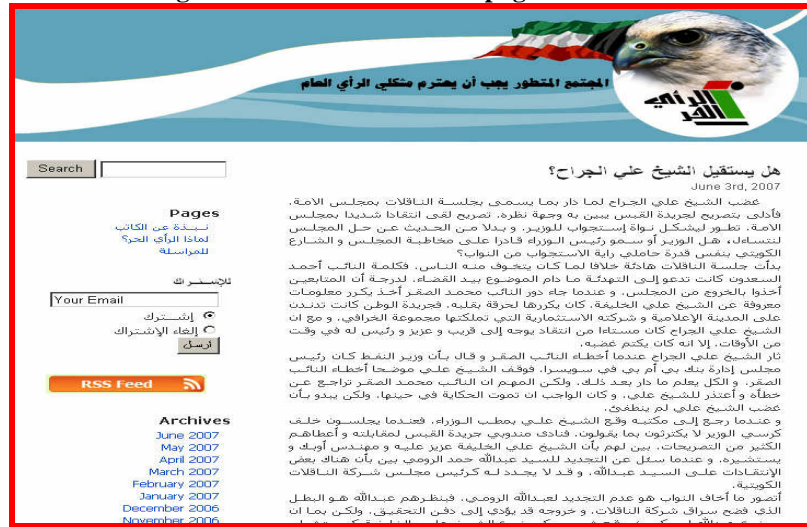 المجتمع المتطور يجب أن يحترم مثكلي الرأي العام
الرأي
الحر
Search
هل يستقيل الشيخ علي الجراح؟
June 3rd, 2007
غضب الشيخ علي الجراح لما دار بما يسمى بجلسة الناقلات بمجلس الامة.
فأدلى بتصريح لجريدة القبس يبين به وجهة نظره. تصريح لقى انتقادا شديدا بمجلس
الامة. تطور ليشكل نواة إستجواب للوزير. و بدلا من الحديث عن حل المجلس
لنتساءل، هل الوزير أو سمو رئيس الوزراء قادرا على مخاطبة المجلس و الشارع
الكويتي بنفس قدرة حاملي راية الاستجواب من النواب؟
بدأت جلسة الناقلات هادئة خلافا لما كان يتخوف منه الناس. فكلمة النائب أحمد
السعدون كانت تدعو إلى التهدئة ما دام الموضوع بيد القضاء. لدرجة أن المتابعين
أخذوا بالخروج من المجلس. و عندما جاء دور النائب محمد الصقر أخذ يكرر معلومات
معروفة عن الشيخ علي الخليفة. كان يكررها لحرقة بقلبه. فجريدة الوطن كانت تدندن
على المدينة الإعلامية و شركته الاستثمارية التي تملكتها مجموعة الخرافي. و مع ان
الشيخ علي الجراح كان مستاءا من انتقاد يوجه إلى قريب و عزيز و رئيس له في وقت
من الأوقات. إلا انه كان يكتم غضبه.
ثار الشيخ علي الجراح عندما أخطاء النائب الصقر و قال بأن وزير النفط كان رئيس
مجلس إدارة بنك بي أم بي في سويسرا. فوقف الشيخ علي موضحا أخطاء النائب
الصقر. و الكل يعلم ما دار بعد ذلك. ولكن المهم ان النائب محمد الصقر تراجع عن
خطأه و أعتذر للشيخ علي. و كان الواجب ان تموت الحكاية في حينها. ولكن يبدو بأن
غضب الشيخ علي لم ينطفئ.
و عندما رجع إلى مكتبه وقع الشيخ علي بمطب الوزراء. فعندما يجلسون خلف
كرسي الوزير لا يكترثون بما يقولون. فنادى مندوبي جريدة القبس لمقابلته و أعطاهم
الكثير من التصريحات. بين لهم بأن الشيخ علي الخليفة عزيز عليه و مهندس أوبك و
يستشيره. و عندما سئل عن التجديد للسيد عبدالله حمد الرومي بين بأن هناك بعض
الإنتقادات على السيد عبدالله. و قد لا يجدد له كرئيس مجلس شركة الناقلات
الكويتية.
أتصور ما أخاف النواب هو عدم التجديد لعبدالله الرومي. فبنظرهم عبدالله هو البطل
الذي فضح سراق شركة الناقلات. و خروجه قد يؤدي إلى دفن التحقيق. ولكن بما ان
Pages
نبذة عن الكاتب
لماذا الرأي الحر؟
للمراسلة
للإشتراك
Your Email
إشترك
إلغاء الإشتراك
أرسل
RSS Feed
Archives
June 2007
May 2007
April 2007
March 2007
February 2007
January 2007
December 2006
November 2006